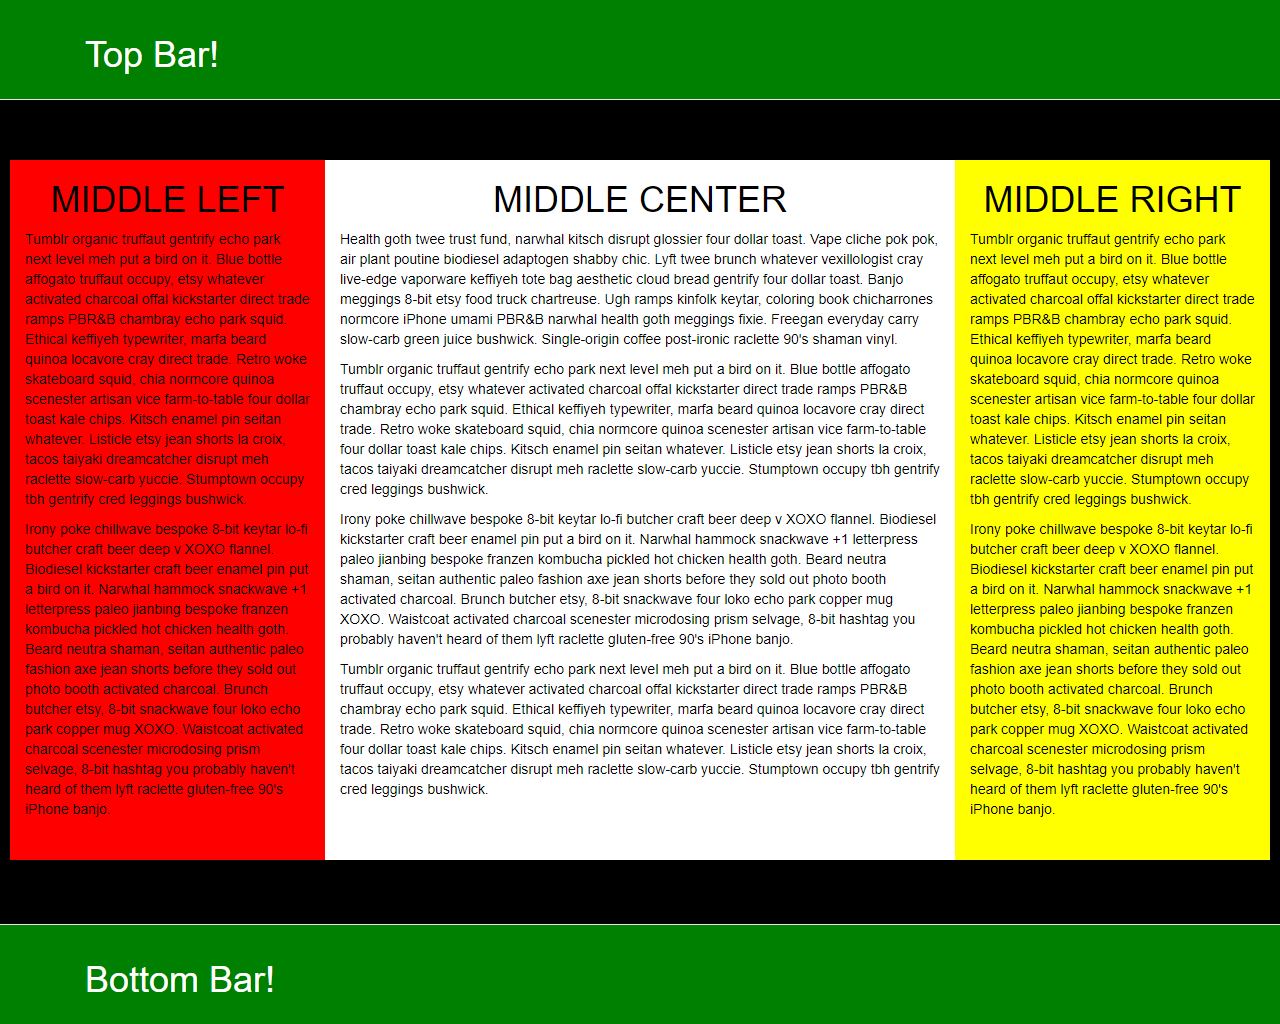 Top Bar!
MIDDLE LEFT
Tumblr organic truffaut gentrify echo park
next level meh put a bird on it. Blue bottle
affogato truffaut occupy, etsy whatever
activated charcoal offal kickstarter direct trade
ramps PBR&B chambray echo park squid.
Ethical keffiyeh typewriter, marfa beard
quinoa locavore cray direct trade. Retro woke
skateboard squid, chia normcore quinoa
scenester artisan vice farm-to-table four dollar
toast kale chips. Kitsch enamel pin seitan
whatever. Listicle etsy jean shorts la croix,
tacos taiyaki dreamcatcher disrupt meh
raclette slow-carb yuccie. Stumptown occupy
tbh gentrify cred leggings bushwick.
Irony poke chillwave bespoke 8-bit keytar lo-fi
butcher craft beer deep v XOXO flannel.
Biodiesel kickstarter craft beer enamel pin put
a bird on it. Narwhal hammock snackwave +1
letterpress paleo jianbing bespoke franzen
kombucha pickled hot chicken health goth.
Beard neutra shaman, seitan authentic paleo
fashion axe jean shorts before they sold out
photo booth activated charcoal. Brunch
butcher etsy, 8-bit snackwave four loko echo
park copper mug XOXO. Waistcoat activated
charcoal scenester microdosing prism
selvage, 8-bit hashtag you probably haven't
heard of them lyft raclette gluten-free 90's
iPhone banjo.
MIDDLE CENTER
Health goth twee trust fund, narwhal kitsch disrupt glossier four dollar toast. Vape cliche pok pok,
air plant poutine biodiesel adaptogen shabby chic. Lyft twee brunch whatever vexillologist cray
live-edge vaporware keffiyeh tote bag aesthetic cloud bread gentrify four dollar toast. Banjo
meggings 8-bit etsy food truck chartreuse. Ugh ramps kinfolk keytar, coloring book chicharrones
normcore iPhone umami PBR&B narwhal health goth meggings fixie. Freegan everyday carry
slow-carb green juice bushwick. Single-origin coffee post-ironic raclette 90's shaman vinyl.
Tumblr organic truffaut gentrify echo park next level meh put a bird on it. Blue bottle affogato
truffaut occupy, etsy whatever activated charcoal offal kickstarter direct trade ramps PBR&B
chambray echo park squid. Ethical keffiyeh typewriter, marfa beard quinoa locavore cray direct
trade. Retro woke skateboard squid, chia normcore quinoa scenester artisan vice farm-to-table
four dollar toast kale chips. Kitsch enamel pin seitan whatever. Listicle etsy jean shorts la croix,
tacos taiyaki dreamcatcher disrupt meh raclette slow-carb yuccie. Stumptown occupy tbh gentrify
cred leggings bushwick.
Irony poke chillwave bespoke 8-bit keytar lo-fi butcher craft beer deep v XOXO flannel. Biodiesel
kickstarter craft beer enamel pin put a bird on it. Narwhal hammock snackwave +1 letterpress
paleo jianbing bespoke franzen kombucha pickled hot chicken health goth. Beard neutra
shaman, seitan authentic paleo fashion axe jean shorts before they sold out photo booth
activated charcoal. Brunch butcher etsy, 8-bit snackwave four loko echo park copper mug
XOXO. Waistcoat activated charcoal scenester microdosing prism selvage, 8-bit hashtag you
probably haven't heard of them lyft raclette gluten-free 90's iPhone banjo.
Tumblr organic truffaut gentrify echo park next level meh put a bird on it. Blue bottle affogato
truffaut occupy, etsy whatever activated charcoal offal kickstarter direct trade ramps PBR&B
chambray echo park squid. Ethical keffiyeh typewriter, marfa beard quinoa locavore cray direct
trade. Retro woke skateboard squid, chia normcore quinoa scenester artisan vice farm-to-table
four dollar toast kale chips. Kitsch enamel pin seitan whatever. Listicle etsy jean shorts la croix,
tacos taiyaki dreamcatcher disrupt meh raclette slow-carb yuccie. Stumptown occupy tbh gentrify
cred leggings bushwick.
MIDDLE RIGHT
Tumblr organic truffaut gentrify echo park
next level meh put a bird on it. Blue bottle
affogato truffaut occupy, etsy whatever
activated charcoal offal kickstarter direct trade
ramps PBR&B chambray echo park squid.
Ethical keffiyeh typewriter, marfa beard
quinoa locavore cray direct trade. Retro woke
skateboard squid, chia normcore quinoa
scenester artisan vice farm-to-table four dollar
toast kale chips. Kitsch enamel pin seitan
whatever. Listicle etsy jean shorts la croix,
tacos taiyaki dreamcatcher disrupt meh
raclette slow-carb yuccie. Stumptown occupy
tbh gentrify cred leggings bushwick.
Irony poke chillwave bespoke 8-bit keytar lo-fi
butcher craft beer deep v XOXO flannel.
Biodiesel kickstarter craft beer enamel pin put
a bird on it. Narwhal hammock snackwave +1
letterpress paleo jianbing bespoke franzen
kombucha pickled hot chicken health goth.
Beard neutra shaman, seitan authentic paleo
fashion axe jean shorts before they sold out
photo booth activated charcoal. Brunch
butcher etsy, 8-bit snackwave four loko echo
park copper mug XOXO. Waistcoat activated
charcoal scenester microdosing prism
selvage, 8-bit hashtag you probably haven't
heard of them lyft raclette gluten-free 90's
iPhone banjo.
Bottom Bar!